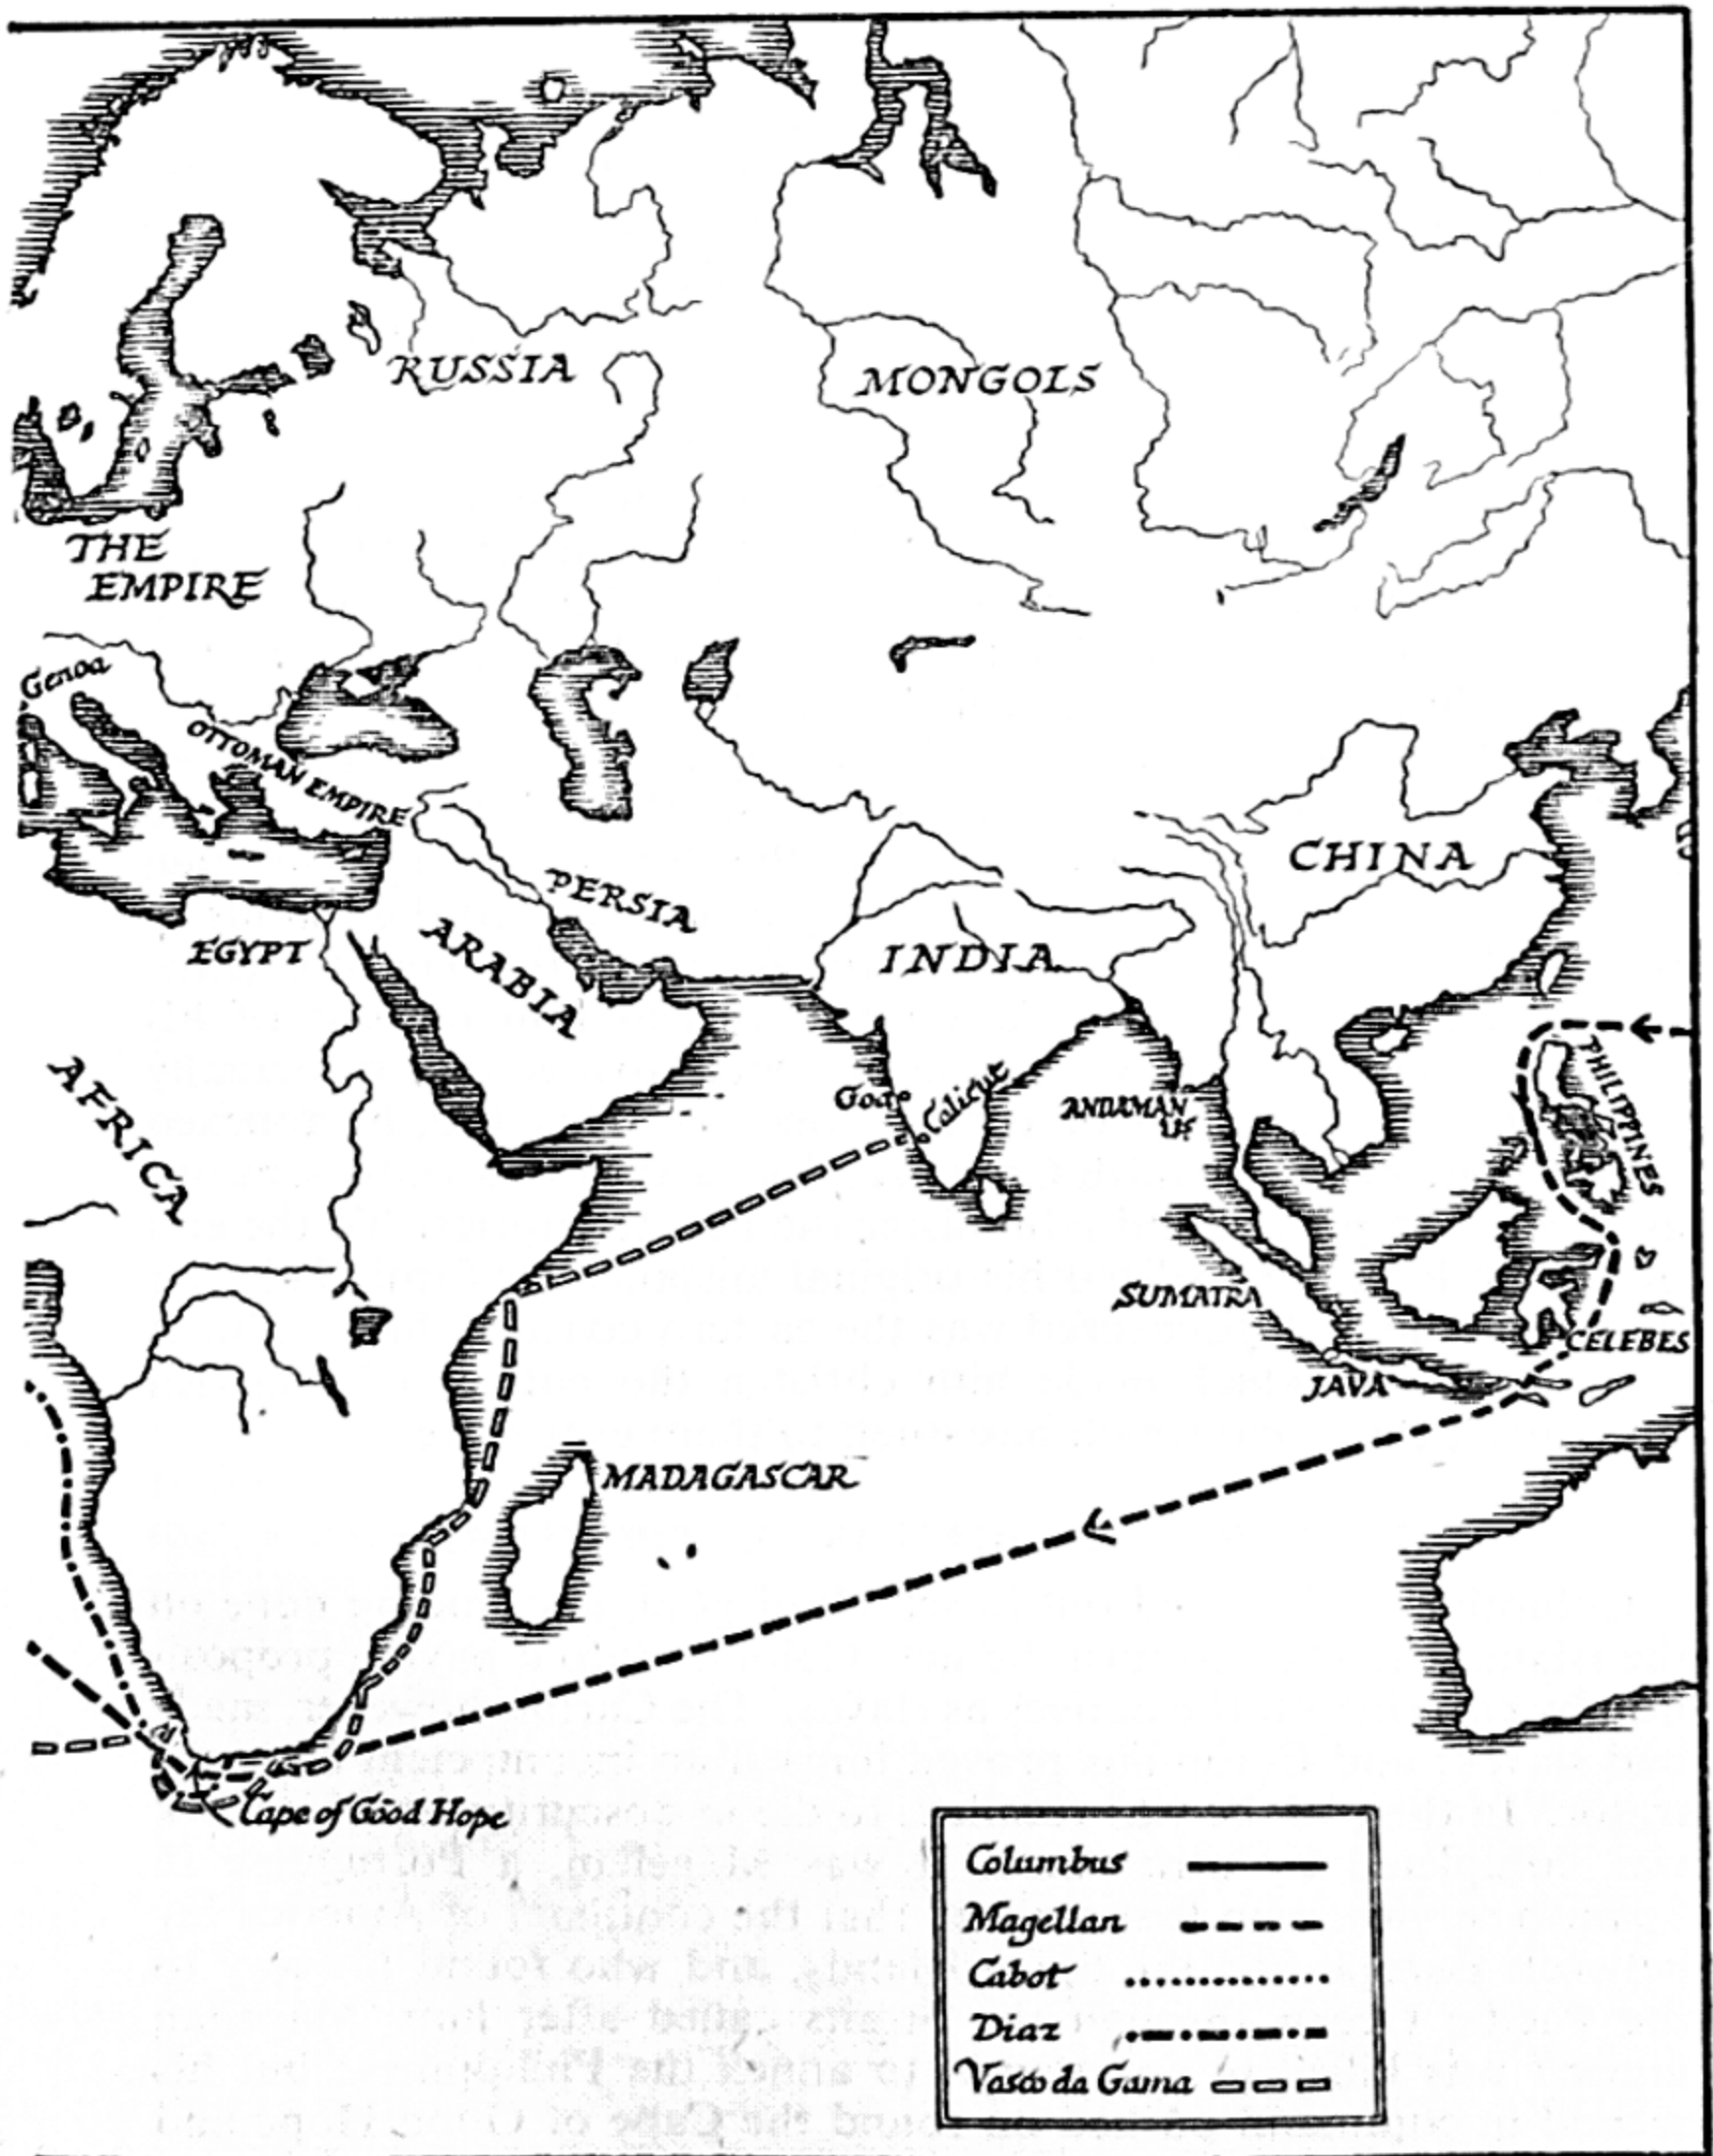 RUSSIA
MONGOLS
THE
EMPIRE
Genoa
OTTOMAN EMPIRE
CHINA
PERSIA
EGYPT
ARABIA
INDIA
AFRICA
Goa
Calicut
ANDAMAN
IS
PHILIPPINES
SUMATRA
CELEBES
JAVA
MADAGASCAR
Cape of Good Hope
Columbus
Magellan
Cabot
Diaz
Vasco da Gama